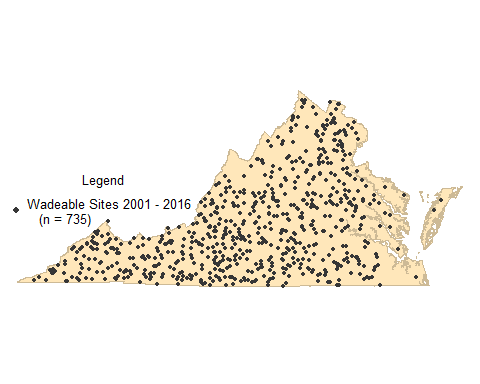 Legend
Wadeable Sites 2001 - 2016
(n = 735)